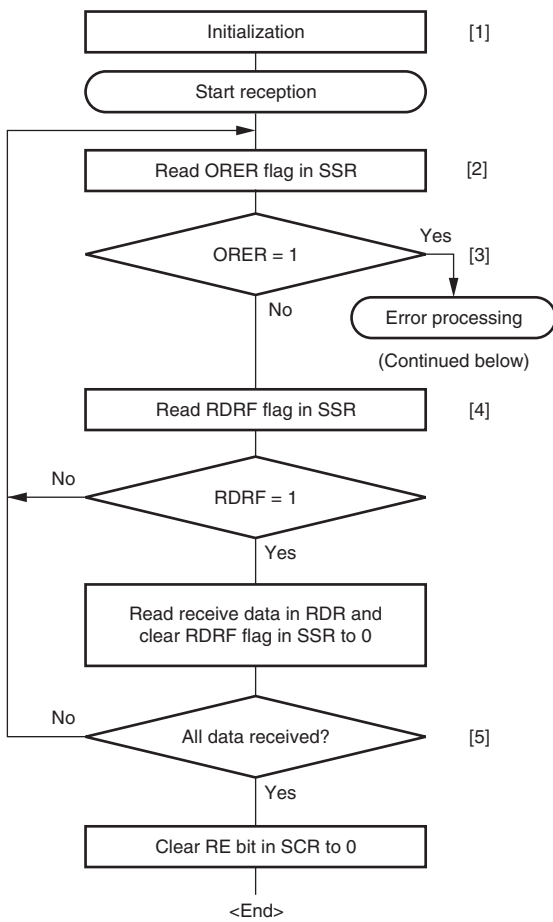 Initialization
[1]
Start reception
Read ORER flag in SSR
[2]
ORER = 1
Yes
[3]
No
Error processing
(Continued below)
Read RDRF flag in SSR
[4]
No
RDRF = 1
Yes
Read receive data in RDR and
clear RDRF flag in SSR to 0
No
All data received?
[5]
Yes
Clear RE bit in SCR to 0
<End>